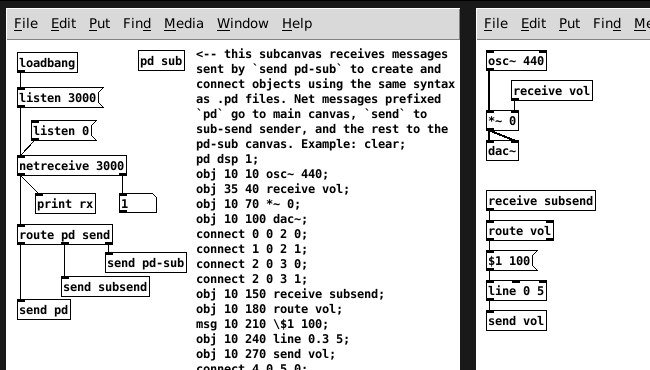 File Edit Put Find Media Window Help
loadbang
pd sub
listen 3000
listen 0
netreceive 3000
print rx
1
route pd send
send pd-sub
send subsend
send pd
<-- this subcanvas receives messages
sent by `send pd-sub` to create and
connect objects using the same syntax
as .pd files. Net messages prefixed
`pd` go to main canvas, `send` to
sub-send sender, and the rest to the
pd-sub canvas. Example: clear;
pd dsp 1;
obj 10 10 osc~ 440;
obj 35 40 receive vol;
obj 10 70 *~ 0;
obj 10 100 dac~;
connect 0 0 2 0;
connect 1 0 2 1;
connect 2 0 3 0;
connect 2 0 3 1;
obj 10 150 receive subsend;
obj 10 180 route vol;
msg 10 210 \$1 100;
obj 10 240 line 0.3 5;
obj 10 270 send vol;
connect 4 0 5 0;
File Edit Put Find
osc~ 440
receive vol
*~ 0
dac~
receive subsend
route vol
$1 100
line 0 5
send vol